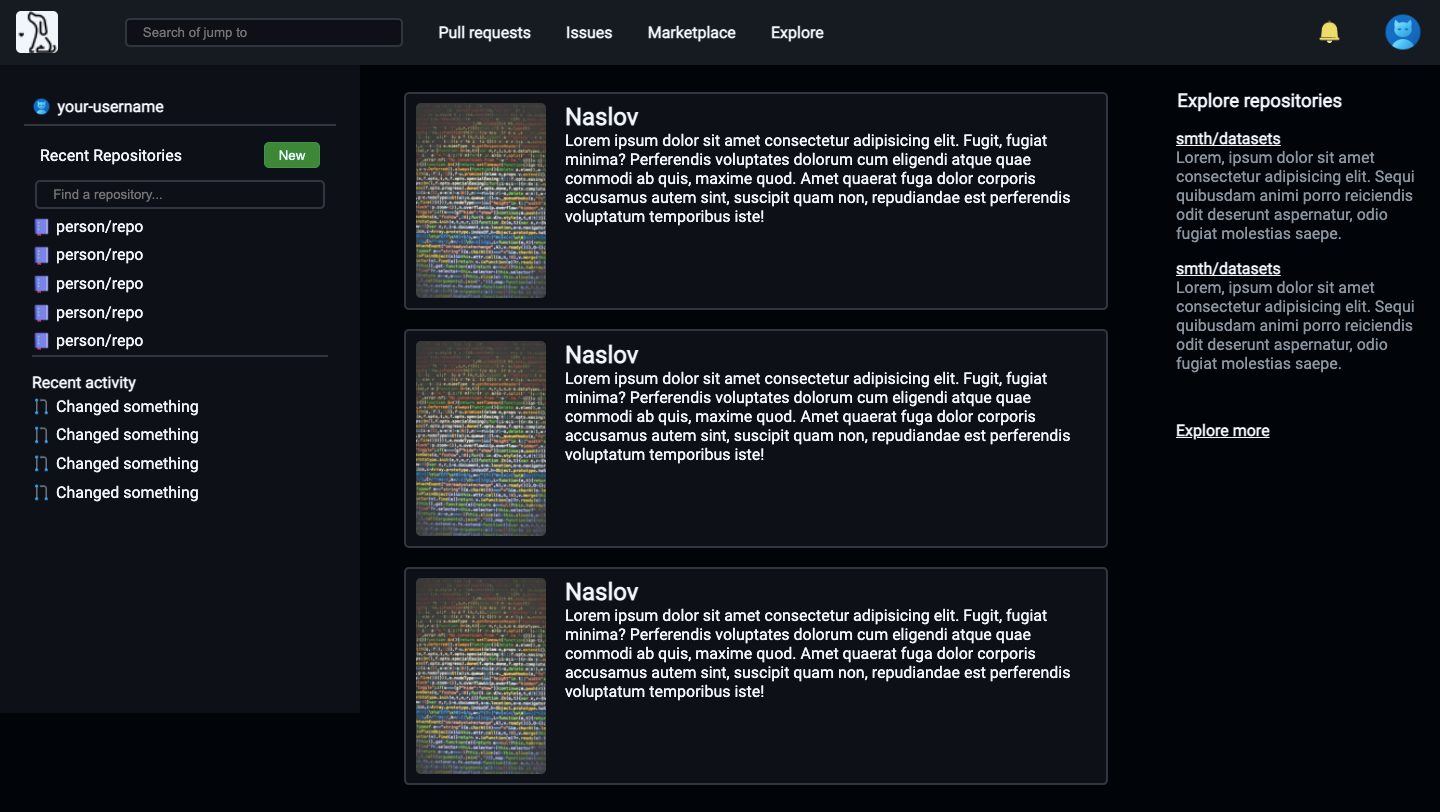 Search of jump to
Pull requests
Issues
Marketplace
Explore
your-username
Recent Repositories
New
Find a repository...
person/repo
person/repo
person/repo
person/repo
person/repo
Recent activity
Changed something
Changed something
Changed something
Changed something
Naslov
Lorem ipsum dolor sit amet consectetur adipisicing elit. Fugit, fugiat
minima? Perferendis voluptates dolorum cum eligendi atque quae
commodi ab quis, maxime quod. Amet quaerat fuga dolor corporis
accusamus autem sint, suscipit quam non, repudiandae est perferendis
voluptatum temporibus iste!
Naslov
Lorem ipsum dolor sit amet consectetur adipisicing elit. Fugit, fugiat
minima? Perferendis voluptates dolorum cum eligendi atque quae
commodi ab quis, maxime quod. Amet quaerat fuga dolor corporis
accusamus autem sint, suscipit quam non, repudiandae est perferendis
voluptatum temporibus iste!
Naslov
Lorem ipsum dolor sit amet consectetur adipisicing elit. Fugit, fugiat
minima? Perferendis voluptates dolorum cum eligendi atque quae
commodi ab quis, maxime quod. Amet quaerat fuga dolor corporis
accusamus autem sint, suscipit quam non, repudiandae est perferendis
voluptatum temporibus iste!
Explore repositories
smth/datasets
Lorem, ipsum dolor sit amet
consectetur adipisicing elit. Sequi
quibusdam animi porro reiciendis
odit deserunt aspernatur, odio
fugiat molestias saepe.
smth/datasets
Lorem, ipsum dolor sit amet
consectetur adipisicing elit. Sequi
quibusdam animi porro reiciendis
odit deserunt aspernatur, odio
fugiat molestias saepe.
Explore more